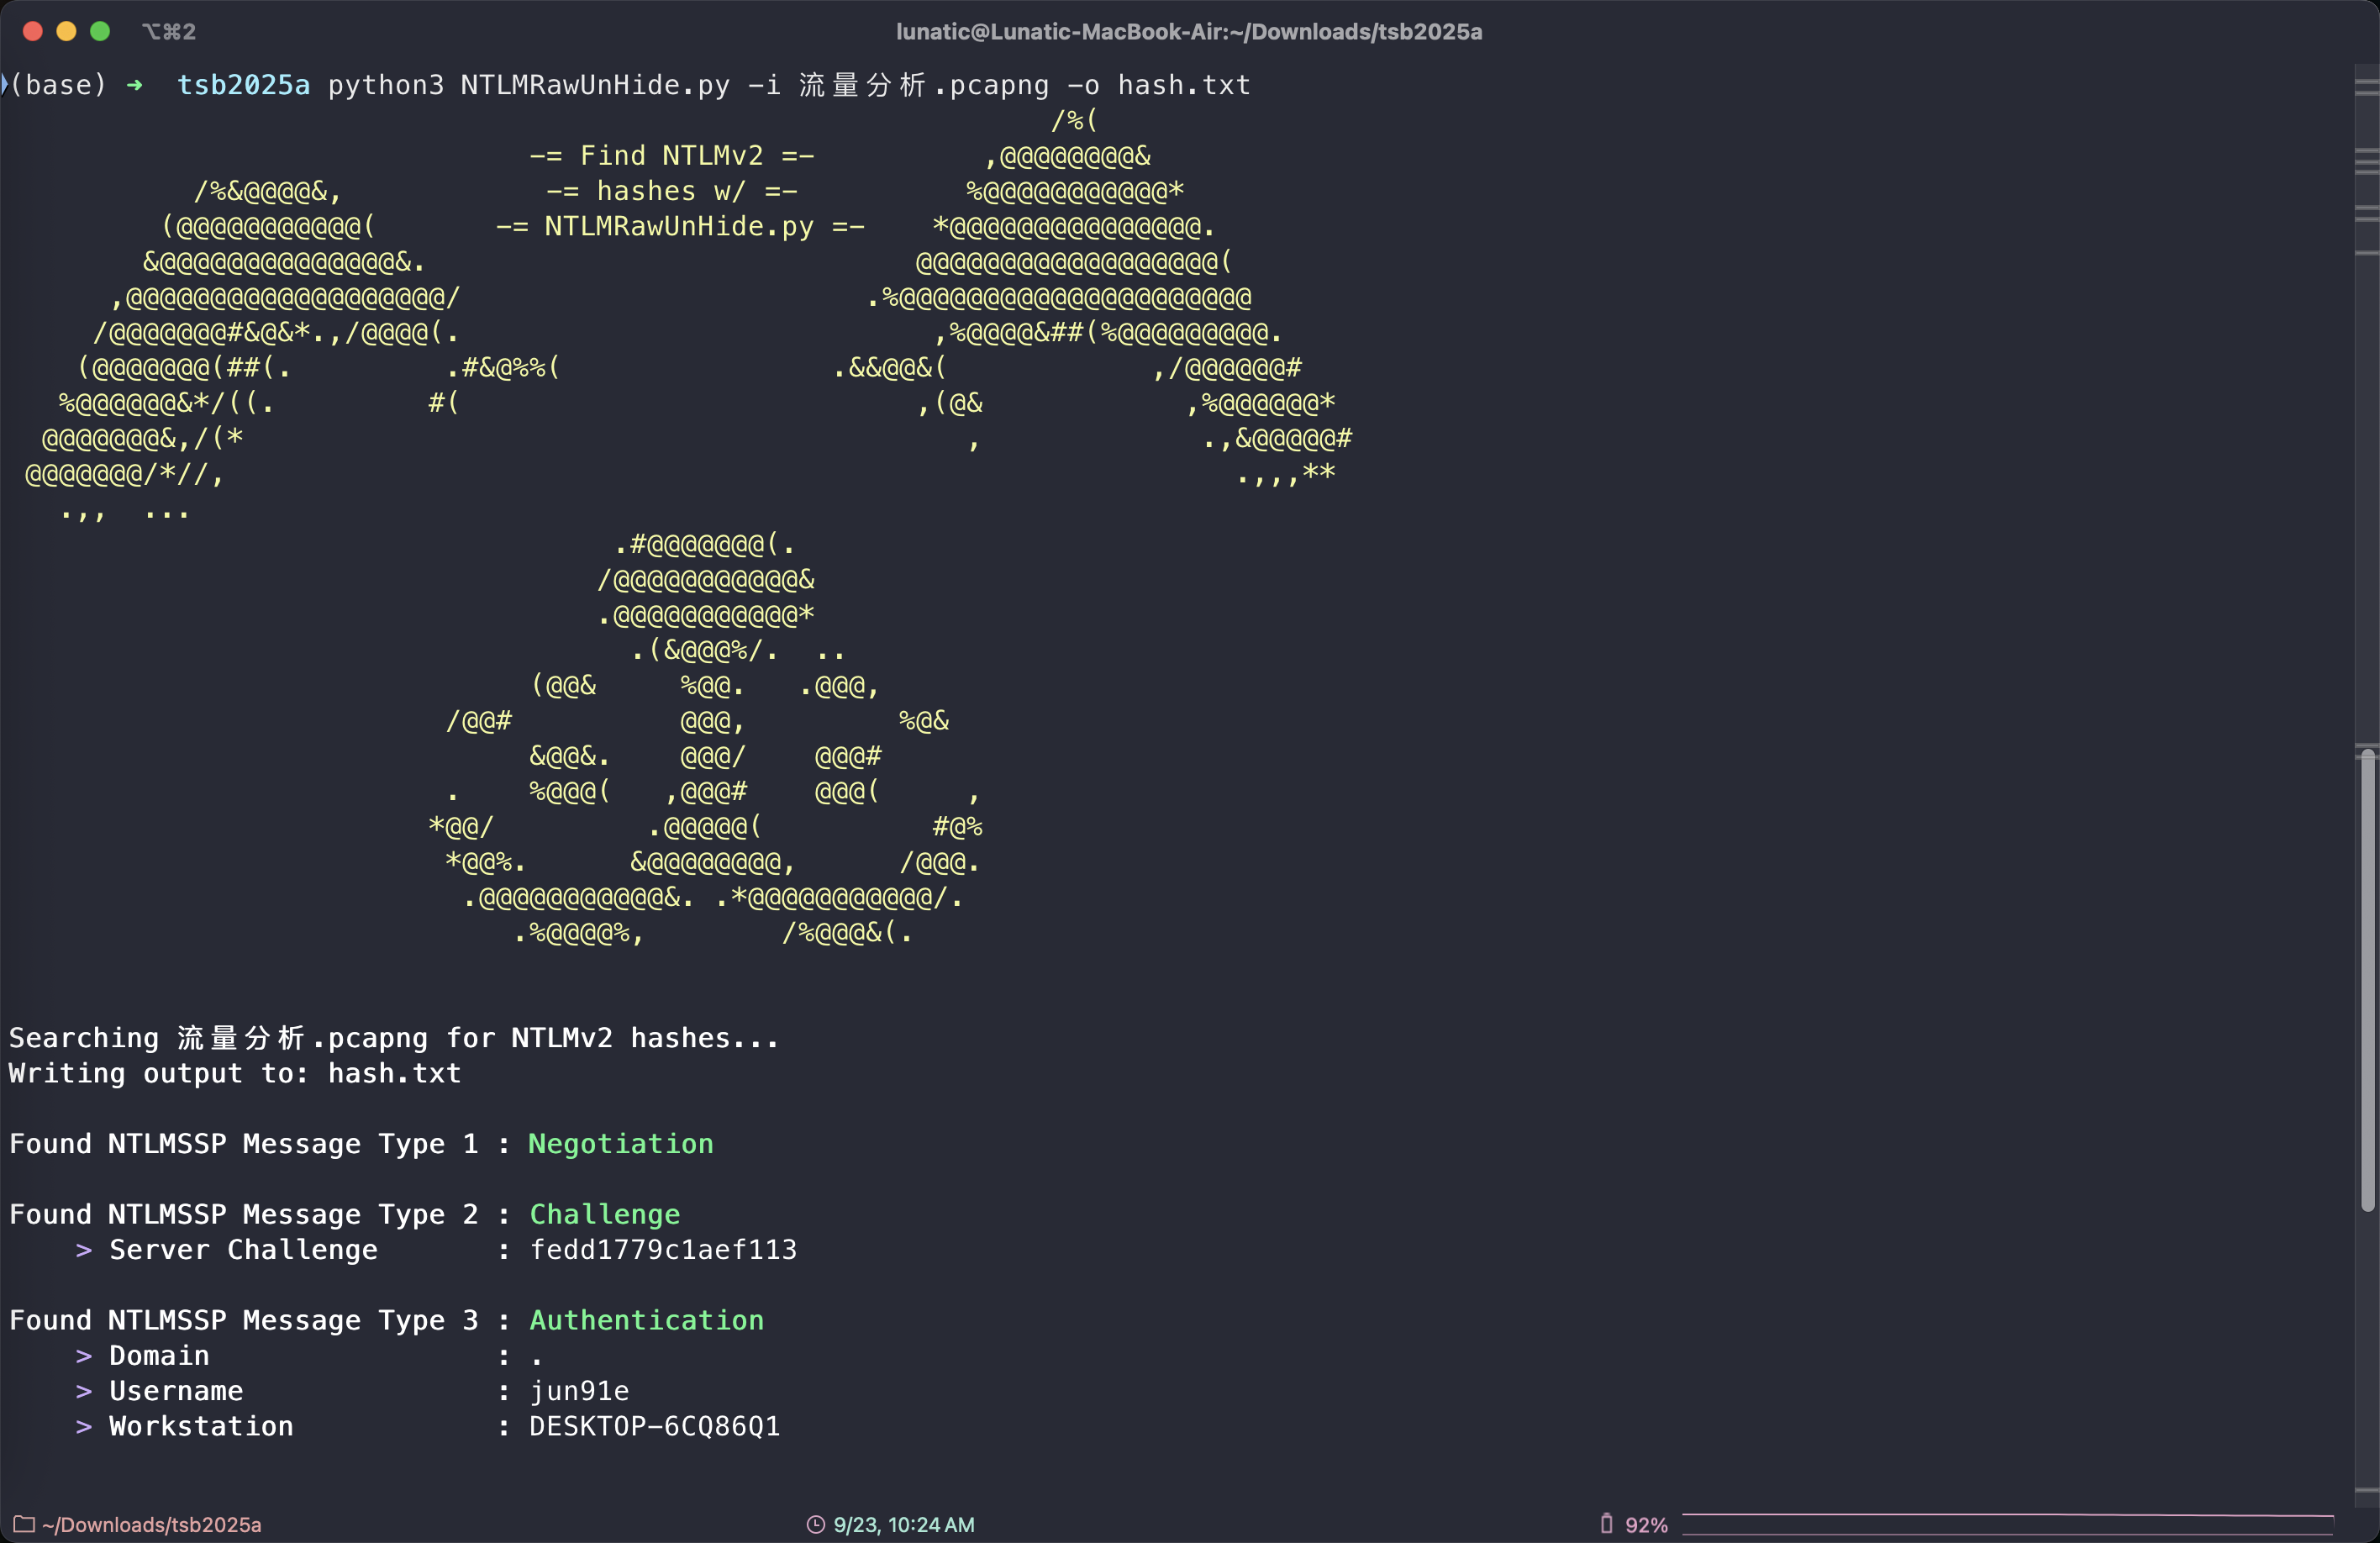 ⌥⌘2
lunatic@Lunatic-MacBook-Air:~/Downloads/tsb2025a
(base) ➜  tsb2025a python3 NTLMRawUnHide.py -i 流量分析.pcapng -o hash.txt
                                                              /%(
                               -= Find NTLMv2 =-          ,@@@@@@@@&
           /%&@@@@&,            -= hashes w/ =-          %@@@@@@@@@@@*
         (@@@@@@@@@@@(       -= NTLMRawUnHide.py =-    *@@@@@@@@@@@@@@@.
        &@@@@@@@@@@@@@@&.                             @@@@@@@@@@@@@@@@@@(
      ,@@@@@@@@@@@@@@@@@@@/                        .%@@@@@@@@@@@@@@@@@@@@@
     /@@@@@@@#&@&*.,/@@@@(.                            ,%@@@@&##(%@@@@@@@@@.
    (@@@@@@@(##(.         .#&@%%(                .&&@@&(            ,/@@@@@@#
   %@@@@@@&*/((.         #(                           ,(@&            ,%@@@@@@*
  @@@@@@@&,/(*                                           ,             .,&@@@@@#
 @@@@@@@/*//,                                                            .,,,**
   .,,  ...
                                    .#@@@@@@@(.
                                   /@@@@@@@@@@@&
                                   .@@@@@@@@@@@*
                                     .(&@@@%/.  ..
                               (@@&     %@@.   .@@@,
                          /@@#          @@@,         %@&
                               &@@&.    @@@/    @@@#
                          .    %@@@(   ,@@@#    @@@(     ,
                         *@@/         .@@@@@(          #@%
                          *@@%.      &@@@@@@@@,      /@@@.
                           .@@@@@@@@@@@&. .*@@@@@@@@@@@/.
                              .%@@@@%,        /%@@@&(.
Searching 流量分析.pcapng for NTLMv2 hashes...
Writing output to: hash.txt
Found NTLMSSP Message Type 1 : Negotiation
Found NTLMSSP Message Type 2 : Challenge
    > Server Challenge       : fedd1779c1aef113
Found NTLMSSP Message Type 3 : Authentication
    > Domain                 : .
    > Username               : jun91e
    > Workstation            : DESKTOP-6CQ86Q1
~/Downloads/tsb2025a
9/23, 10:24 AM
92%